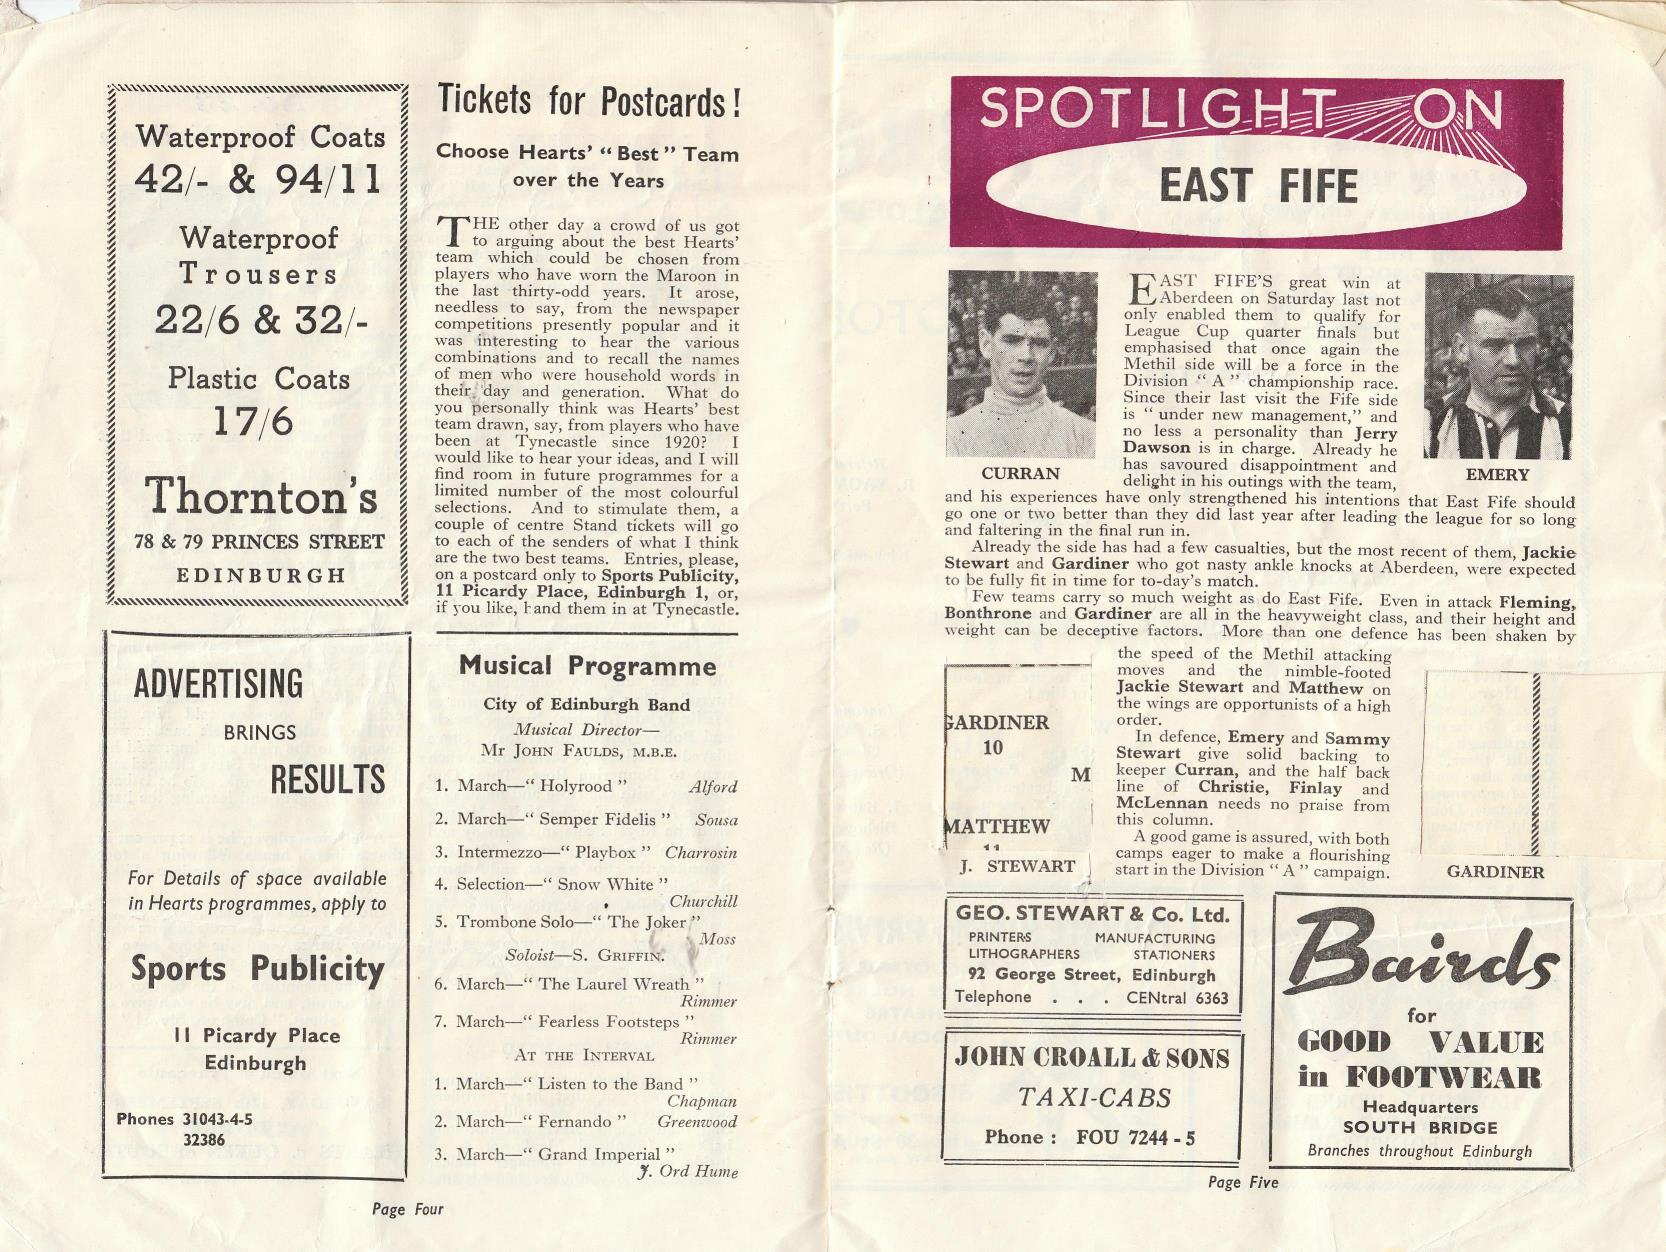 Waterproof Coats
42/- & 94/11
Waterproof
Trousers
22/6 & 32/-
Plastic Coats
17/6
Thornton's
78 & 79 PRINCES STREET
EDINBURGH
ADVERTISING
BRINGS
RESULTS
For Details of space available
in Hearts programmes, apply to
Sports Publicity
11 Picardy Place
Edinburgh
Phones 31043-4-5
32386
Tickets for Postcards!
Choose Hearts' "Best" Team
over the Years
THE other day a crowd of us got
to arguing about the best Hearts'
team which could be chosen from
players who have worn the Maroon in
the last thirty-odd years. It arose,
needless to say, from the newspaper
competitions presently popular and it
was interesting to hear the various
combinations and to recall the names
of men who were household words in
their day and generation. What do
you personally think was Hearts' best
team drawn, say, from players who have
been at Tynecastle since 1920? I
would like to hear your ideas, and I will
find room in future programmes for a
limited number of the most colourful
selections. And to stimulate them, a
couple of centre Stand tickets will go
to each of the senders of what I think
are the two best teams. Entries, please,
on a postcard only to Sports Publicity,
11 Picardy Place, Edinburgh 1, or,
if you like, hand them in at Tynecastle.
Musical Programme
City of Edinburgh Band
Musical Director—
Mr JOHN FAULDS, M.B.E.
1. March—"Holyrood" Alford
2. March—"Semper Fidelis" Sousa
3. Intermezzo—"Playbox" Charrosin
4. Selection—"Snow White"
Churchill
5. Trombone Solo—"The Joker"
Moss
Soloist—S. GRIFFIN.
6. March—"The Laurel Wreath"
Rimmer
7. March—"Fearless Footsteps"
Rimmer
AT THE INTERVAL
1. March—"Listen to the Band"
Chapman
2. March—"Fernando" Greenwood
3. March—"Grand Imperial"
J. Ord Hume
Page Four
SPOTLIGHT ON
EAST FIFE
CURRAN
EMERY
EAST FIFE'S great win at
Aberdeen on Saturday last not
only enabled them to qualify for
League Cup quarter finals but
emphasised that once again the
Methil side will be a force in the
Division "A" championship race.
Since their last visit the Fife side
is "under new management," and
no less a personality than Jerry
Dawson is in charge. Already he
has savoured disappointment and
delight in his outings with the team,
and his experiences have only strengthened his intentions that East Fife should
go one or two better than they did last year after leading the league for so long
and faltering in the final run in.
Already the side has had a few casualties, but the most recent of them, Jackie
Stewart and Gardiner who got nasty ankle knocks at Aberdeen, were expected
to be fully fit in time for to-day's match.
Few teams carry so much weight as do East Fife. Even in attack Fleming,
Bonthrone and Gardiner are all in the heavyweight class, and their height and
weight can be deceptive factors. More than one defence has been shaken by
the speed of the Methil attacking
moves and the nimble-footed
Jackie Stewart and Matthew on
the wings are opportunists of a high
order.
In defence, Emery and Sammy
Stewart give solid backing to
keeper Curran, and the half back
line of Christie, Finlay and
McLennan needs no praise from
this column.
A good game is assured, with both
camps eager to make a flourishing
start in the Division "A" campaign.
GARDINER
10
M
MATTHEW
11
J. STEWART
GARDINER
GEO. STEWART & Co. Ltd.
PRINTERS MANUFACTURING
LITHOGRAPHERS STATIONERS
92 George Street, Edinburgh
Telephone . . . CENtral 6363
JOHN CROALL & SONS
TAXI-CABS
Phone : FOU 7244 - 5
Bairds
for
GOOD VALUE
in FOOTWEAR
Headquarters
SOUTH BRIDGE
Branches throughout Edinburgh
Page Five